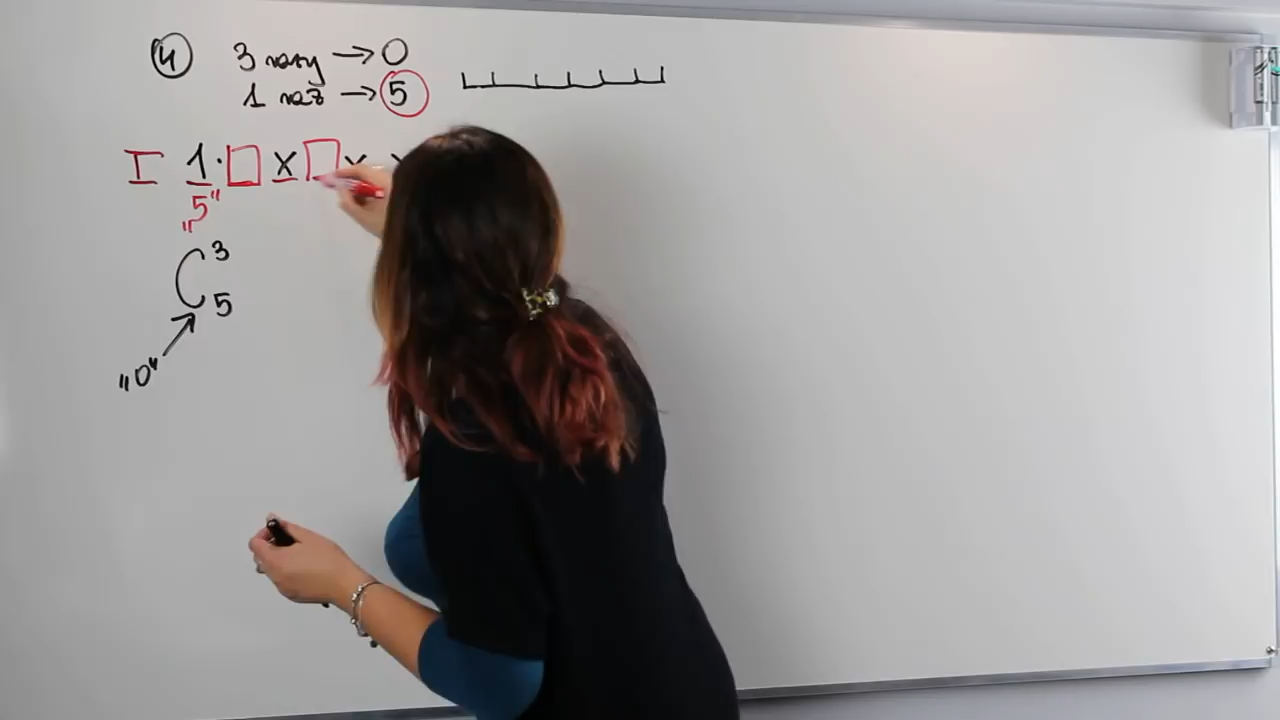 4 3 razy → 0
1 raz → 5
I 1 · □ x □ x
„5"
C 3
5
„0"